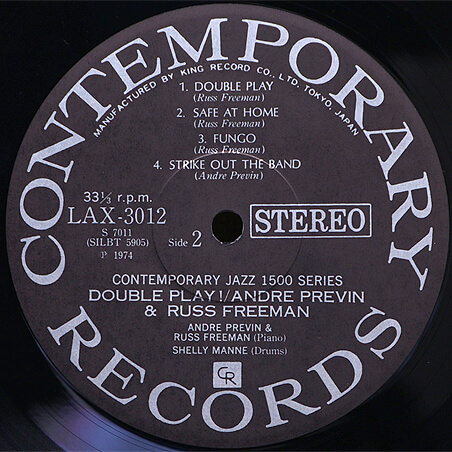 CONTEMPORARY
MANUFACTURED BY KING RECORD CO., LTD. TOKYO, JAPAN
1. DOUBLE PLAY
(Russ Freeman)
2. SAFE AT HOME
(Russ Freeman)
3. FUNGO
(Russ Freeman)
4. STRIKE OUT THE BAND
(Andre Previn)
33⅓ r.p.m.
LAX-3012
S 7011
(SILBT 5905)
Ⓟ 1974
Side 2
STEREO
CONTEMPORARY JAZZ 1500 SERIES
DOUBLE PLAY!/ANDRE PREVIN
& RUSS FREEMAN
ANDRE PREVIN &
RUSS FREEMAN (Piano)
SHELLY MANNE (Drums)
CR
RECORDS